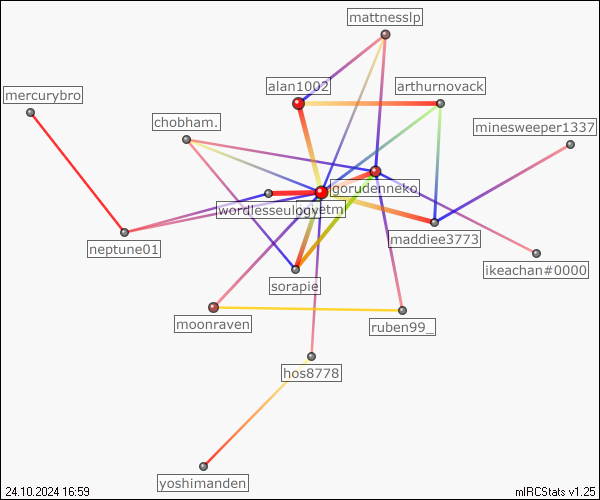 mattnesslp
alan1002
arthurnovack
mercurybro
chobham.
minesweeper1337
gorudenneko
wordlesseulogy
etm
maddiee3773
neptune01
ikeachan#0000
sorapie
moonraven
ruben99_
hos8778
yoshimanden
24.10.2024 16:59
mIRCStats v1.25